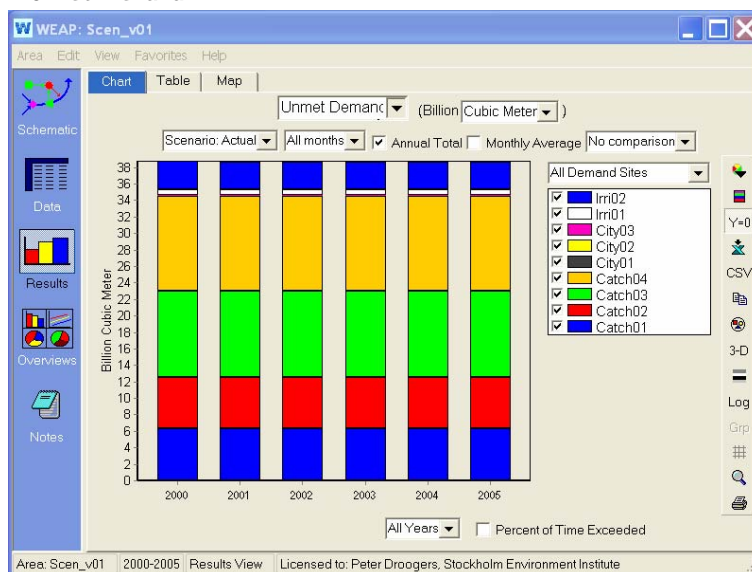 WEAP: Scen_v01
Area Edit View Favorites Help
Chart Table Map
Schematic
Data
Results
Overviews
Notes
Unmet Demand (Billion Cubic Meter )
Scenario: Actual All months Annual Total Monthly Average No comparison
All Demand Sites
Irri02
Irri01
City03
City02
City01
Catch04
Catch03
Catch02
Catch01
Y=0
CSV
3-D
Log
Grp
Billion Cubic Meter
38
36
34
32
30
28
26
24
22
20
18
16
14
12
10
8
6
4
2
0
2000 2001 2002 2003 2004 2005
All Years Percent of Time Exceeded
Area: Scen_v01 2000-2005 Results View Licensed to: Peter Droogers, Stockholm Environment Institute